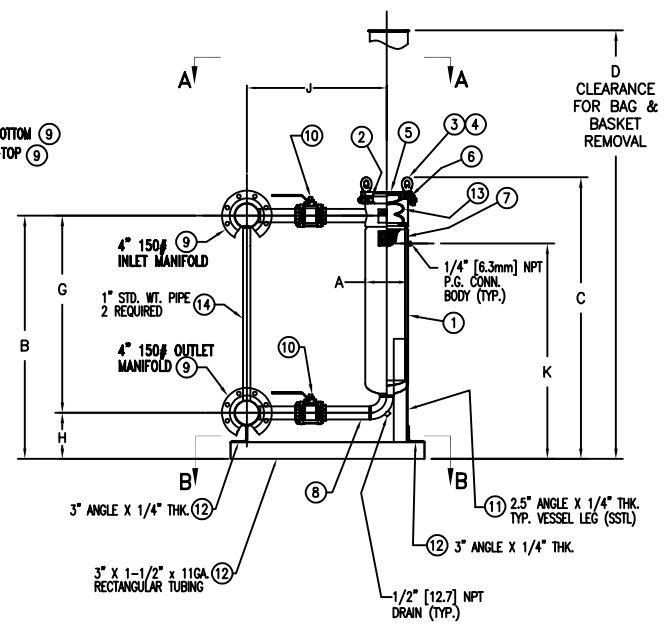 D
CLEARANCE
FOR BAG &
BASKET
REMOVAL
A
A
J
OTTOM 9
TOP 9
10
2
5
3 4
6
13
7
4" 150# 9
INLET MANIFOLD
1/4" [6.3mm] NPT
P.G. CONN.
BODY (TYP.)
A
G
B
C
K
1" STD. WT. PIPE
2 REQUIRED 14
1
4" 150# OUTLET
MANIFOLD 9
10
H
B
B
8
3" ANGLE X 1/4" THK. 12
11 2.5" ANGLE X 1/4" THK.
TYP. VESSEL LEG (SSTL)
12 3" ANGLE X 1/4" THK.
3" X 1-1/2" x 11GA. 12
RECTANGULAR TUBING
1/2" [12.7] NPT
DRAIN (TYP.)